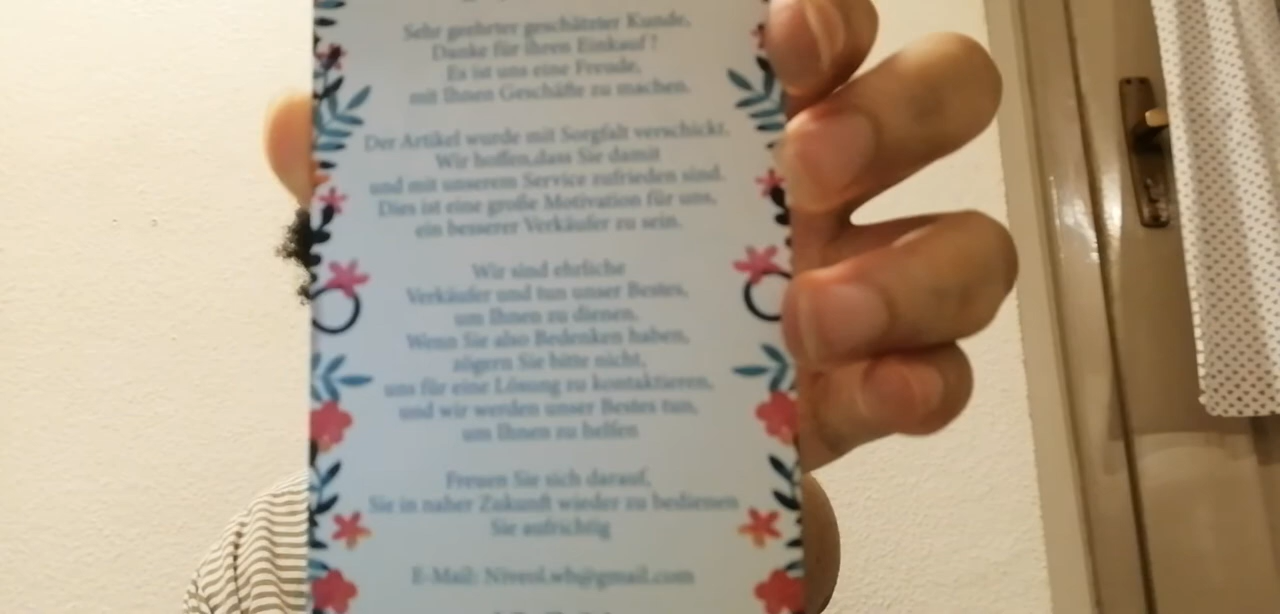 Sehr geehrter geschätzter Kunde,
Danke für Ihren Einkauf !
Es ist uns eine Freude,
mit Ihnen Geschäfte zu machen.
Der Artikel wurde mit Sorgfalt verschickt.
Wir hoffen,dass Sie damit
und mit unserem Service zufrieden sind.
Dies ist eine große Motivation für uns,
ein besserer Verkäufer zu sein.
Wir sind ehrliche
Verkäufer und tun unser Bestes,
um Ihnen zu dienen.
Wenn Sie also Bedenken haben,
zögern Sie bitte nicht,
uns für eine Lösung zu kontaktieren,
und wir werden unser Bestes tun,
um Ihnen zu helfen
Freuen Sie sich darauf,
Sie in naher Zukunft wieder zu bedienen
Sie aufrichtig
E-Mail: Niveol.wh@gmail.com